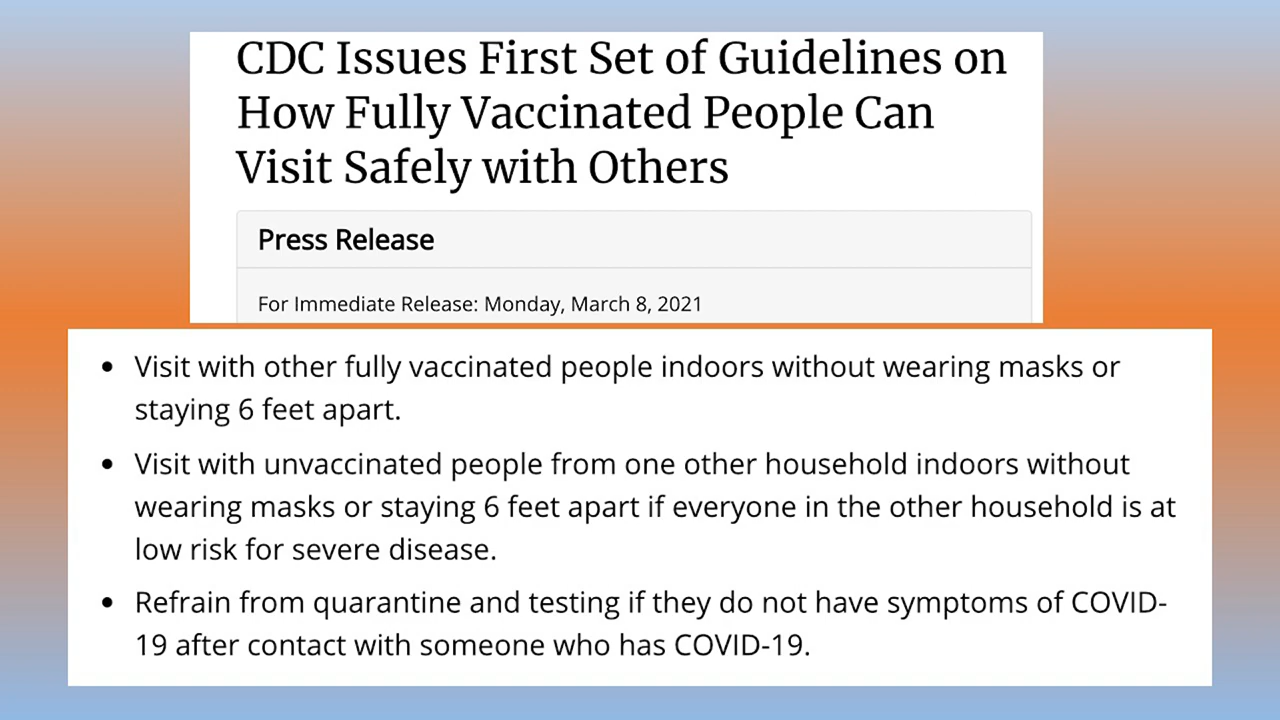 CDC Issues First Set of Guidelines on
How Fully Vaccinated People Can
Visit Safely with Others
Press Release
For Immediate Release: Monday, March 8, 2021
• Visit with other fully vaccinated people indoors without wearing masks or
staying 6 feet apart.
• Visit with unvaccinated people from one other household indoors without
wearing masks or staying 6 feet apart if everyone in the other household is at
low risk for severe disease.
• Refrain from quarantine and testing if they do not have symptoms of COVID-
19 after contact with someone who has COVID-19.